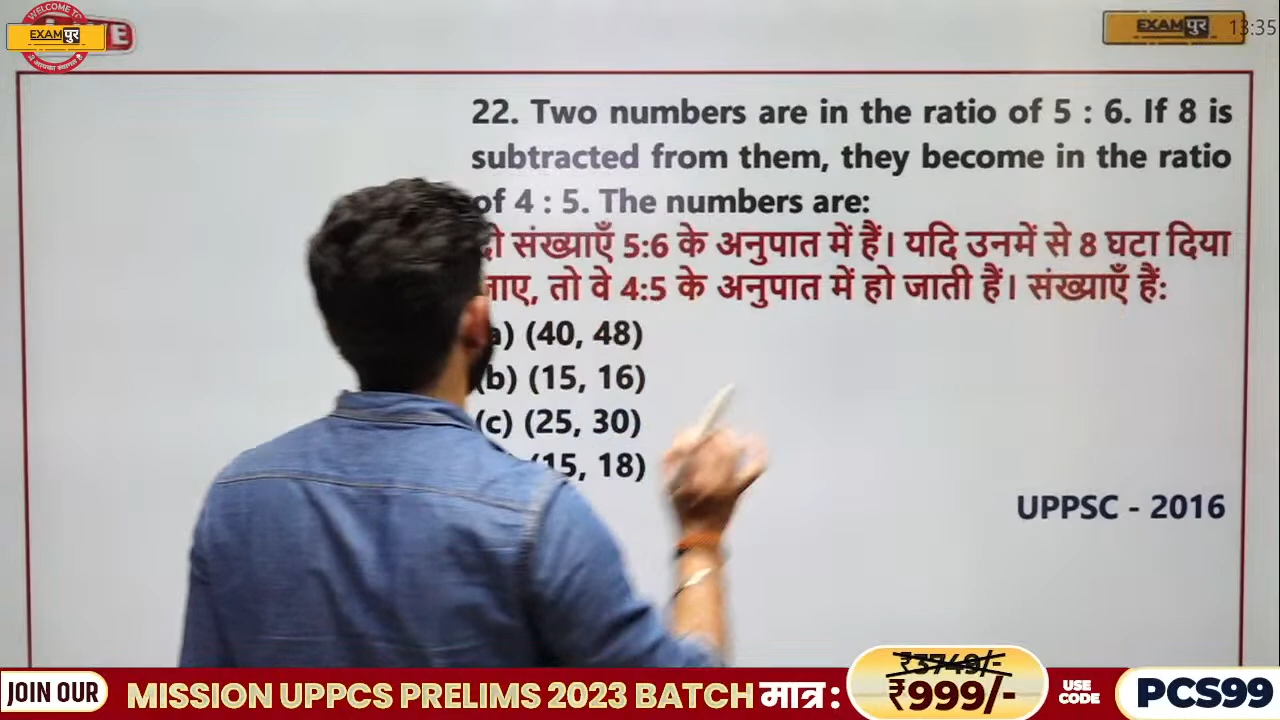 WELCOME TO
EXAM पुर
EXAM पुर
13:35
22. Two numbers are in the ratio of 5 : 6. If 8 is
subtracted from them, they become in the ratio
of 4 : 5. The numbers are:
संख्याएँ 5:6 के अनुपात में हैं। यदि उनमें से 8 घटा दिया
तो वे 4:5 के अनुपात में हो जाती हैं। संख्याएँ हैं:
a) (40, 48)
(b) (15, 16)
(c) (25, 30)
(15, 18)
UPPSC - 2016
JOIN OUR
MISSION UPPCS PRELIMS 2023 BATCH मात्र :
₹3749/-
₹999/-
USE
CODE
PCS99